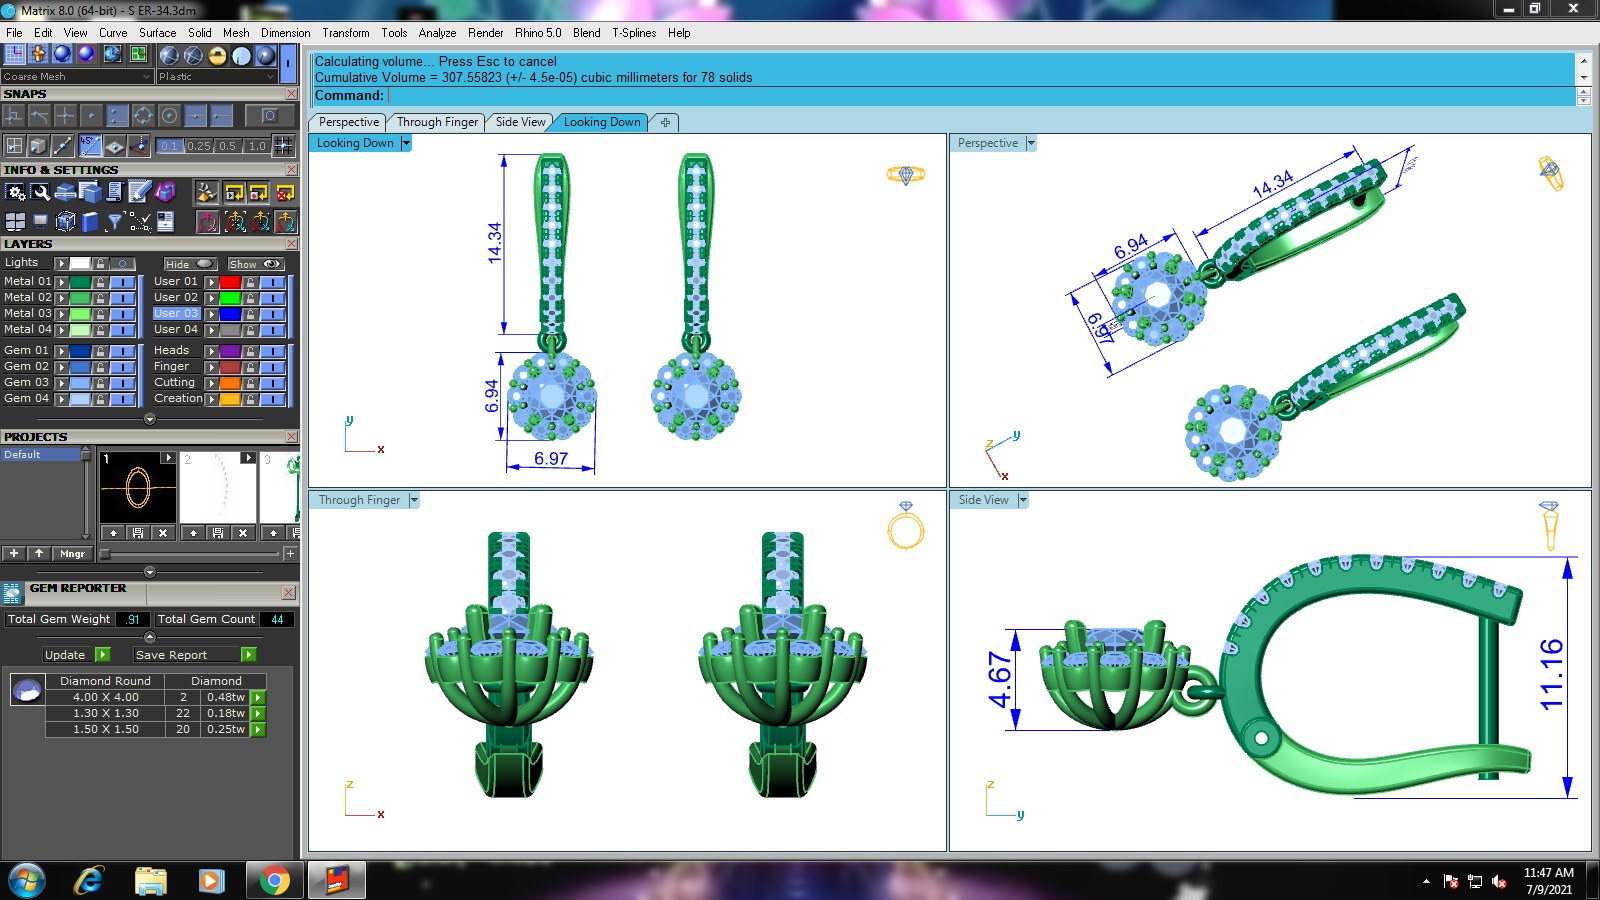 Matrix 8.0 (64-bit) - S ER-34.3dm
File Edit View Curve Surface Solid Mesh Dimension Transform Tools Analyze Render Rhino 5.0 Blend T-Splines Help
Calculating volume... Press Esc to cancel
Cumulative Volume = 307.55823 (+/- 4.5e-05) cubic millimeters for 78 solids
Command:
Coarse Mesh Plastic
SNAPS
45°
0.1 0.25 0.5 1.0
INFO & SETTINGS
LAYERS
Lights Hide Show
Metal 01 User 01
Metal 02 User 02
Metal 03 User 03
Metal 04 User 04
Gem 01 Heads
Gem 02 Finger
Gem 03 Cutting
Gem 04 Creation
PROJECTS
Default
1 2 3
Mngr
GEM REPORTER
Total Gem Weight .91 Total Gem Count 44
Update Save Report
Diamond Round Diamond
4.00 X 4.00 2 0.48tw
1.30 X 1.30 22 0.18tw
1.50 X 1.50 20 0.25tw
Perspective Through Finger Side View Looking Down
Looking Down
14.34
6.94
6.97
y
x
Perspective
14.34
6.94
6.97
z y
x
Through Finger
z
x
Side View
4.67
11.16
z
y
11:47 AM
7/9/2021